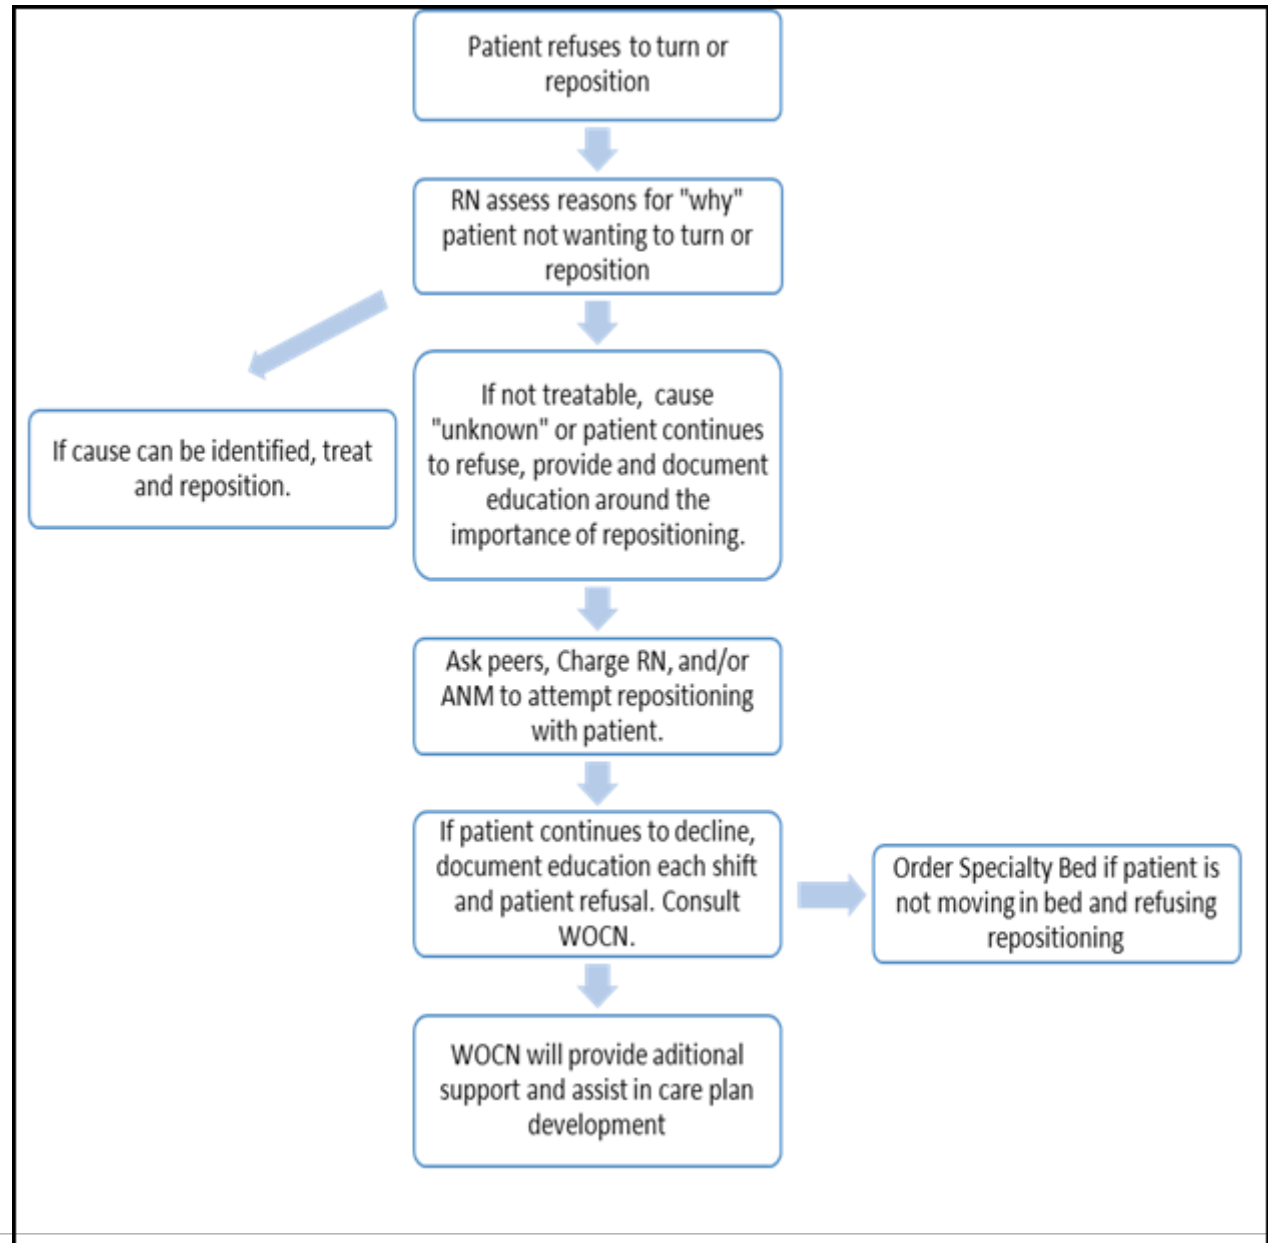 Patient refuses to turn or
reposition
RN assess reasons for "why"
patient not wanting to turn or
reposition
If cause can be identified, treat
and reposition.
If not treatable,  cause
"unknown" or patient continues
to refuse, provide and document
education around the
importance of repositioning.
Ask peers, Charge RN, and/or
ANM to attempt repositioning
with patient.
If patient continues to decline,
document education each shift
and patient refusal. Consult
WOCN.
Order Specialty Bed if patient is
not moving in bed and refusing
repositioning
WOCN will provide aditional
support and assist in care plan
development